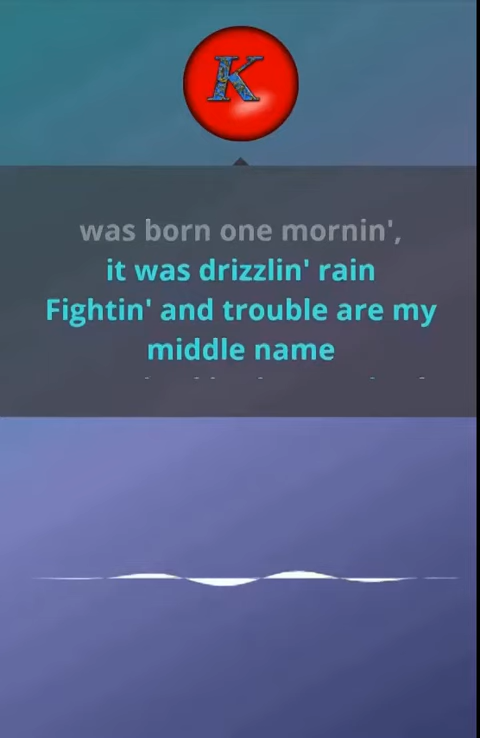 K
was born one mornin',
it was drizzlin' rain
Fightin' and trouble are my
middle name